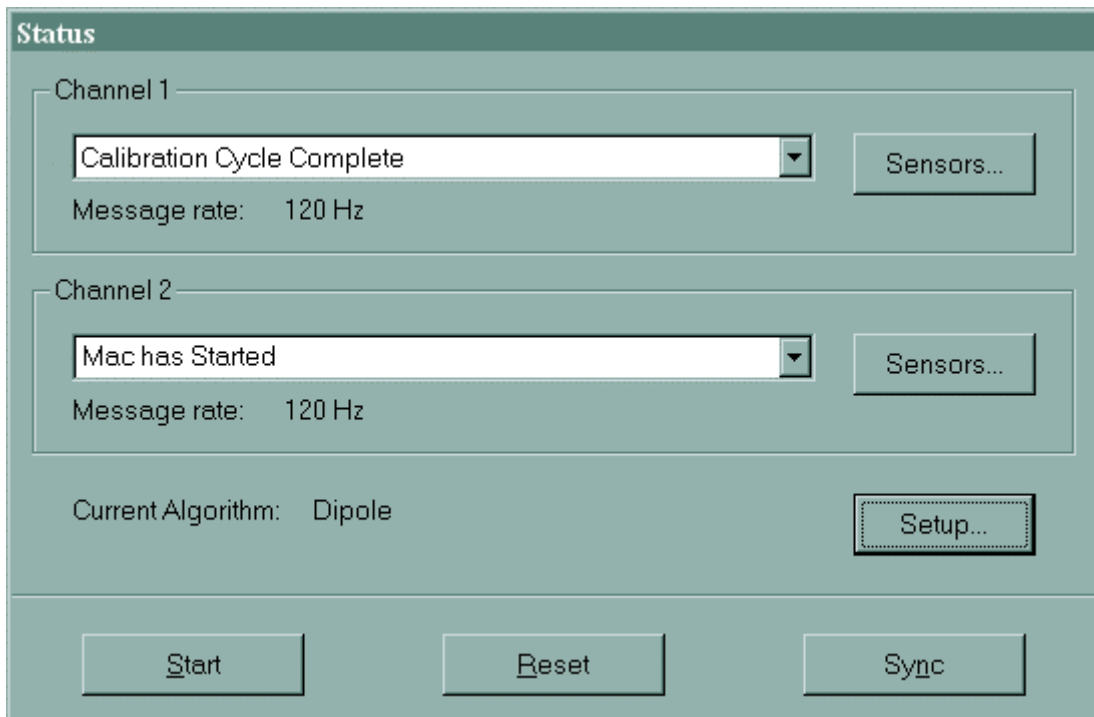 Status
Channel 1
Calibration Cycle Complete
Sensors...
Message rate: 120 Hz
Channel 2
Mac has Started
Sensors...
Message rate: 120 Hz
Current Algorithm: Dipole
Setup...
Start Reset Sync